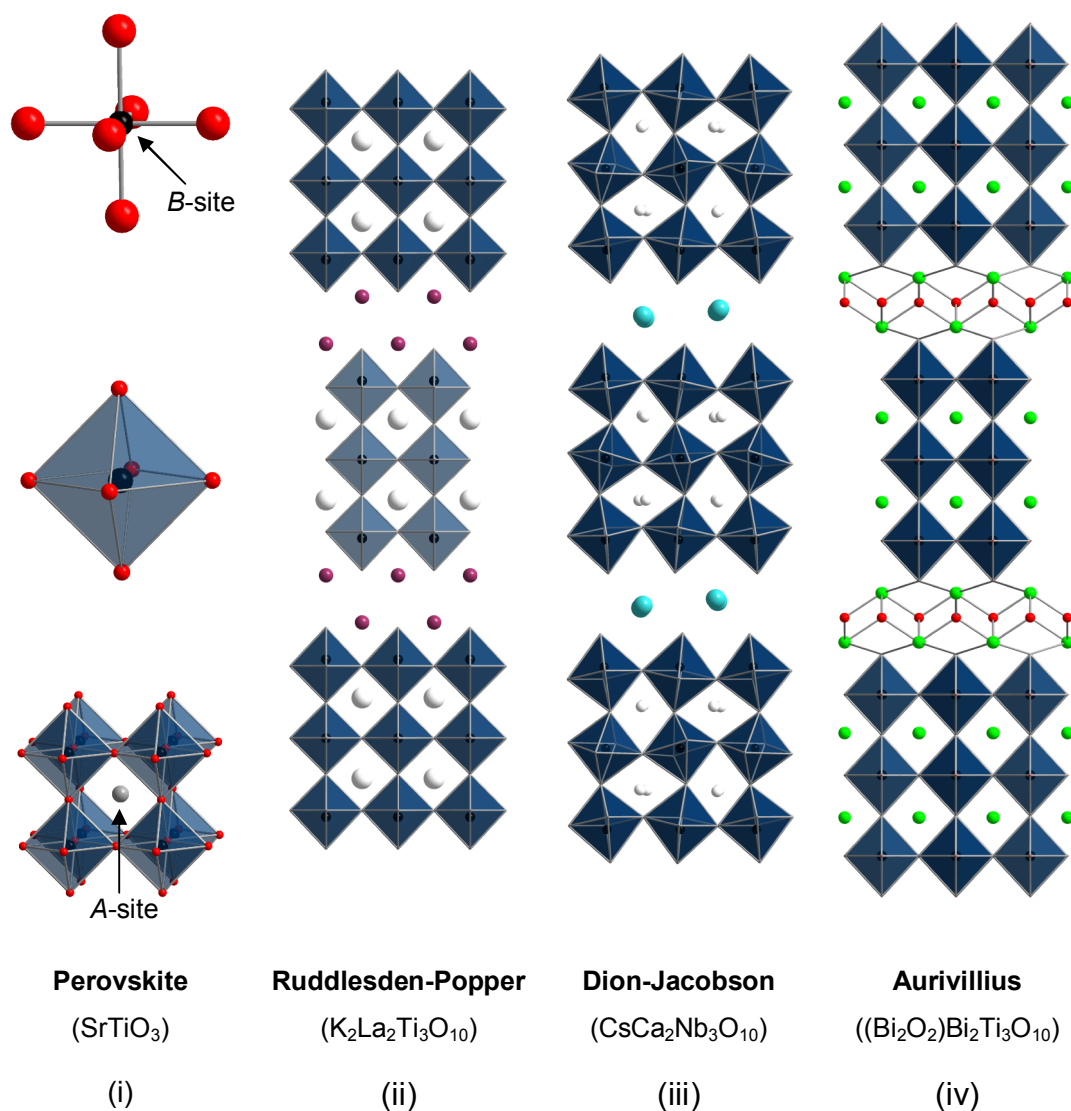 B-site
A-site
Perovskite
(SrTiO₃)
(i)
Ruddlesden-Popper
(K₂La₂Ti₃O₁₀)
(ii)
Dion-Jacobson
(CsCa₂Nb₃O₁₀)
(iii)
Aurivillius
((Bi₂O₂)Bi₂Ti₃O₁₀)
(iv)